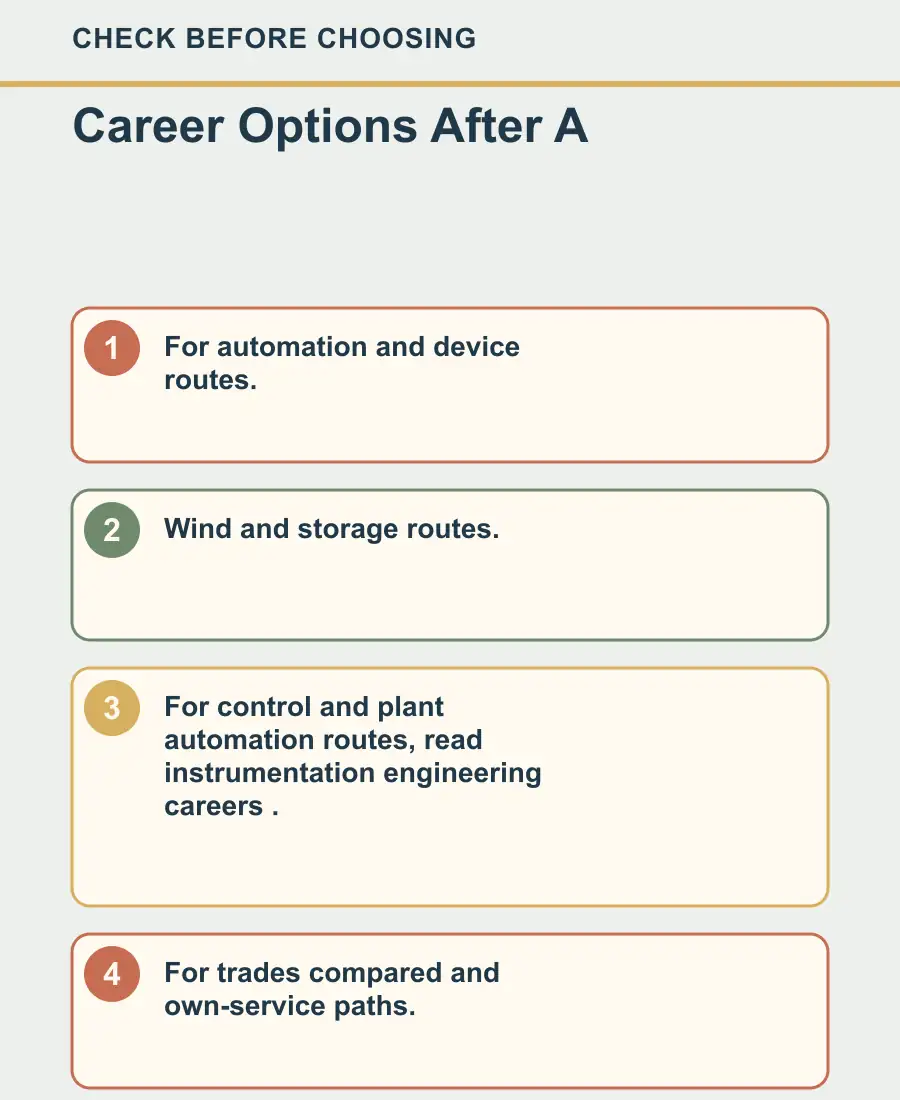 CHECK BEFORE CHOOSING
Career Options After A
1
For automation and device
routes.
2
Wind and storage routes.
3
For control and plant
automation routes, read
instrumentation engineering
careers .
4
For trades compared and
own-service paths.